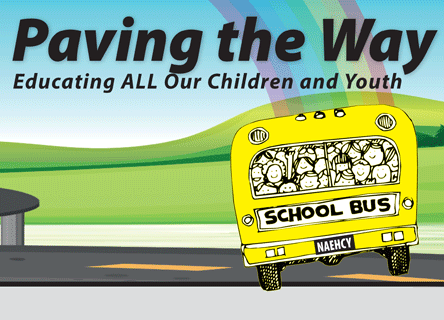 Paving the Way
Educating ALL Our Children and Youth
SCHOOL BUS
NAEHCY